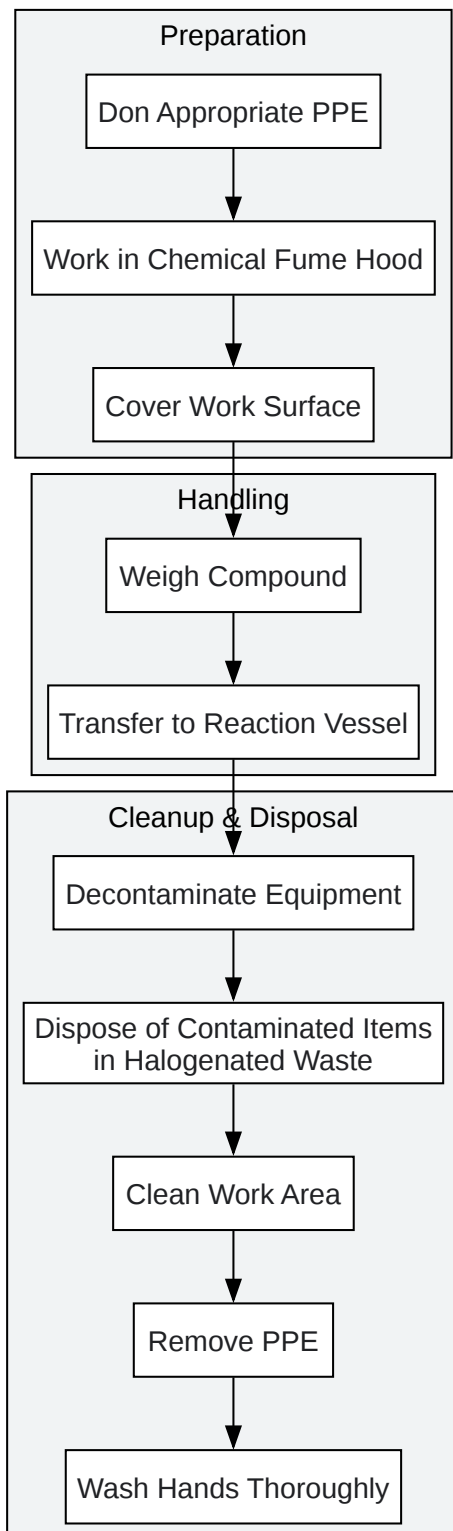 Preparation
Don Appropriate PPE
Work in Chemical Fume Hood
Cover Work Surface
Handling
Weigh Compound
Transfer to Reaction Vessel
Cleanup & Disposal
Decontaminate Equipment
Dispose of Contaminated Items
in Halogenated Waste
Clean Work Area
Remove PPE
Wash Hands Thoroughly